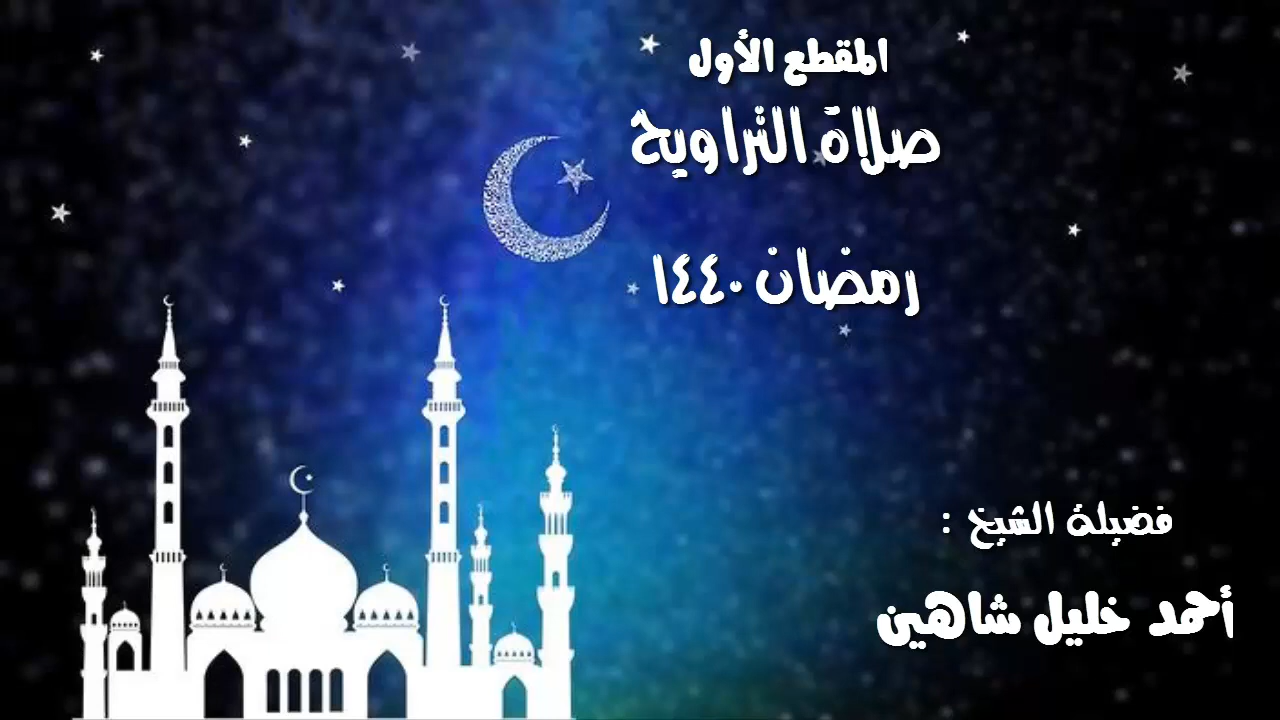 المقطع الأول
صلاة التراويح
رمضان ١٤٤٠
فضيلة الشيخ :
أحمد خليل شاهين